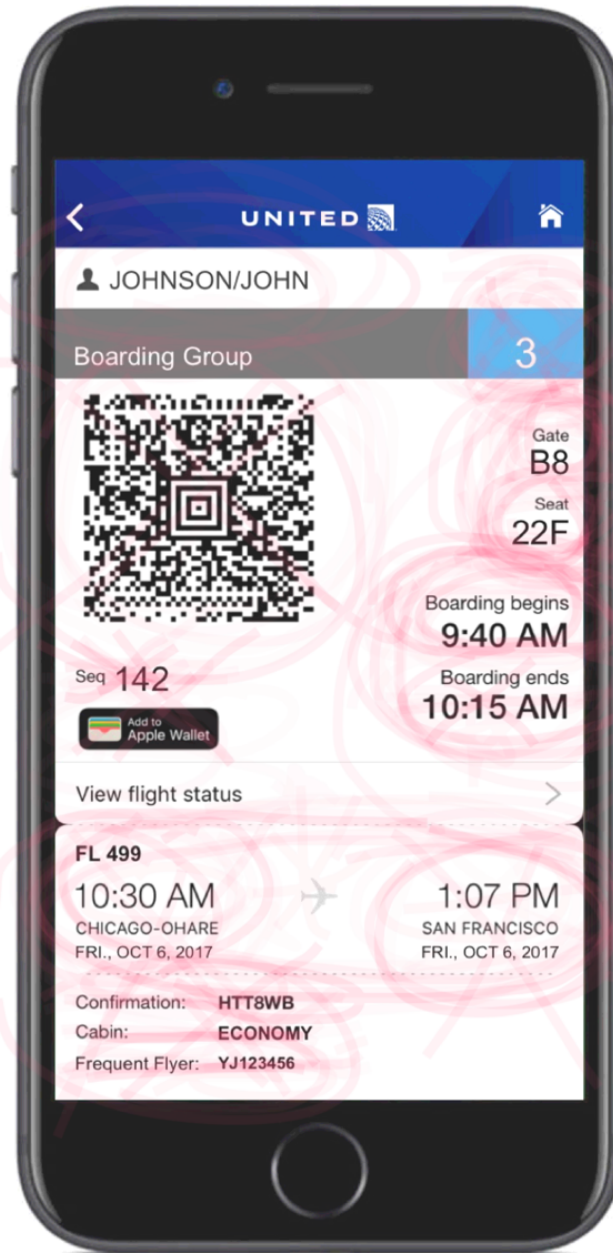 UNITED
JOHNSON/JOHN
Boarding Group 3
Gate
B8
Seat
22F
Boarding begins
9:40 AM
Boarding ends
10:15 AM
Seq 142
Add to
Apple Wallet
View flight status
FL 499
10:30 AM 1:07 PM
CHICAGO-OHARE SAN FRANCISCO
FRI., OCT 6, 2017 FRI., OCT 6, 2017
Confirmation: HTT8WB
Cabin: ECONOMY
Frequent Flyer: YJ123456